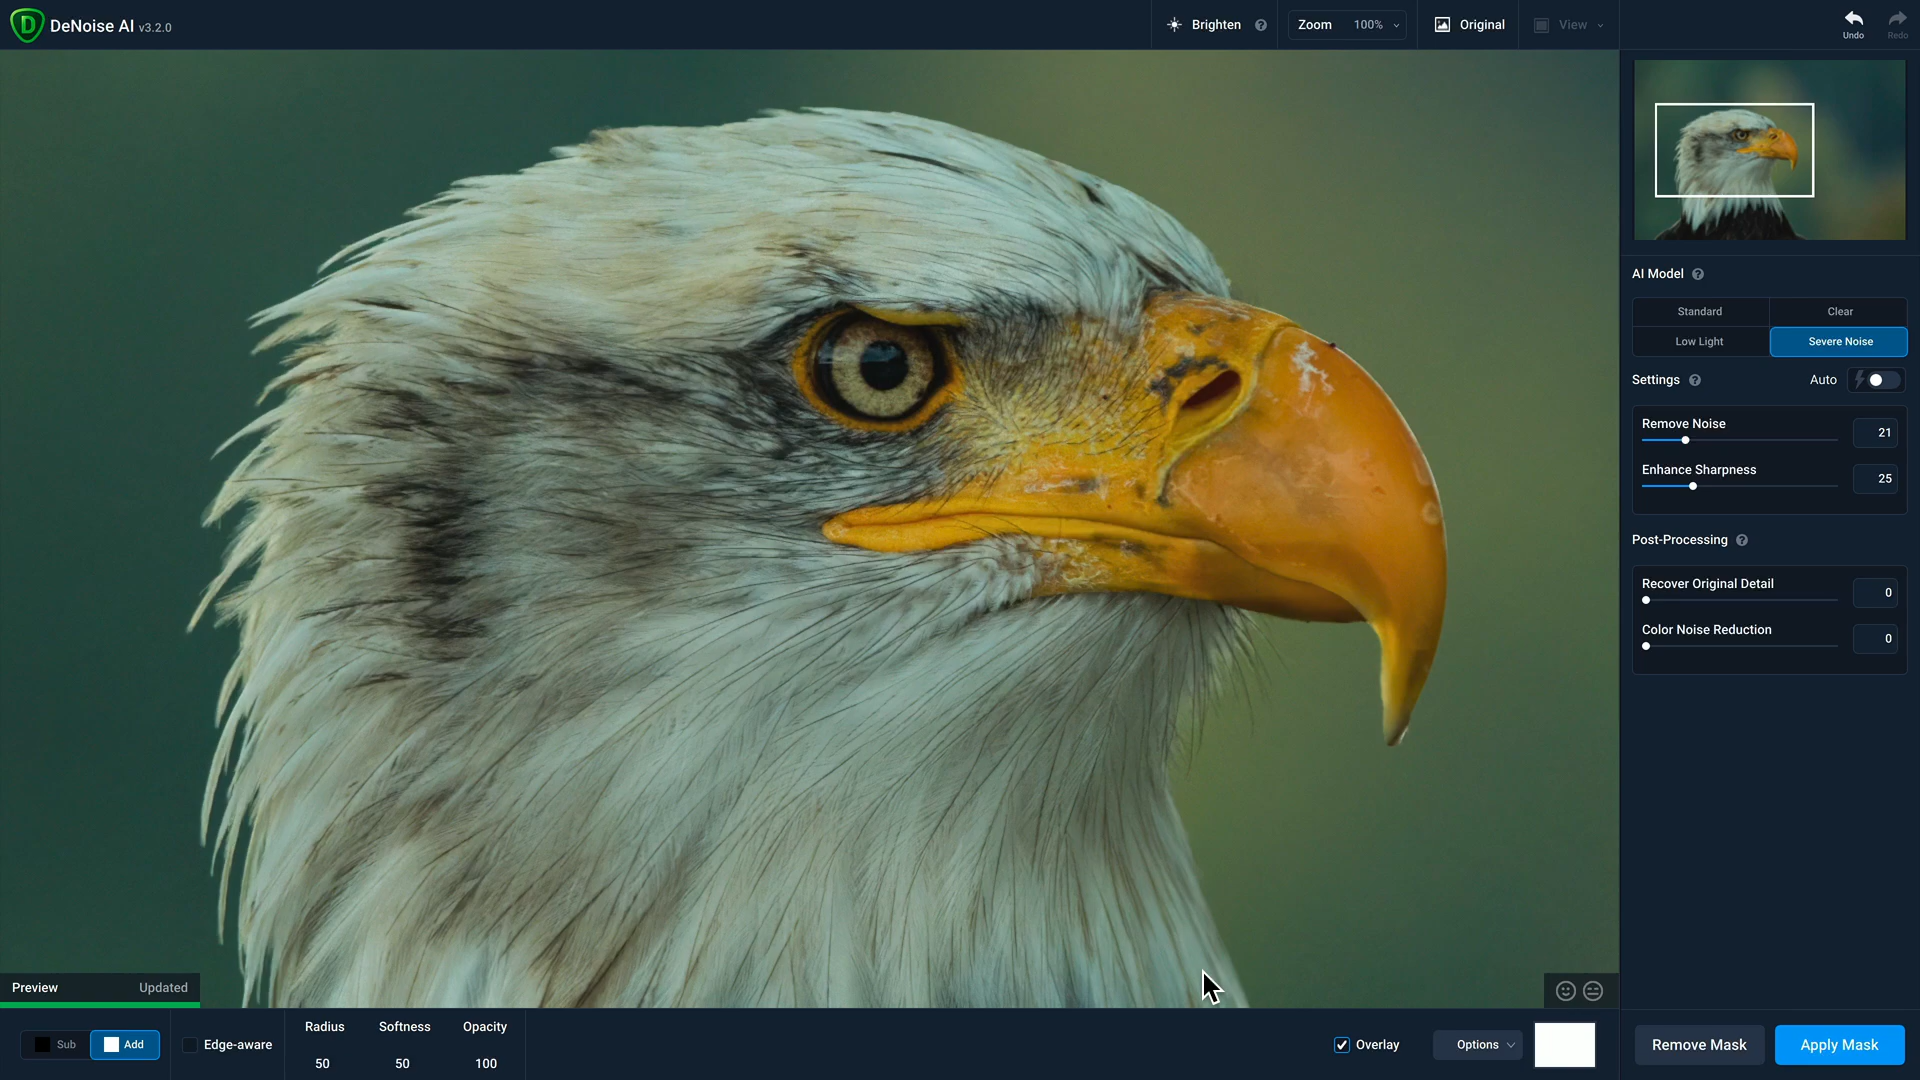 DeNoise AI v3.2.0
Brighten
Zoom 100%
Original
View
Undo
Redo
AI Model
Standard
Clear
Low Light
Severe Noise
Settings
Auto
Remove Noise
21
Enhance Sharpness
25
Post-Processing
Recover Original Detail
0
Color Noise Reduction
0
Preview
Updated
Sub
Add
Edge-aware
Radius
50
Softness
50
Opacity
100
Overlay
Options
Remove Mask
Apply Mask